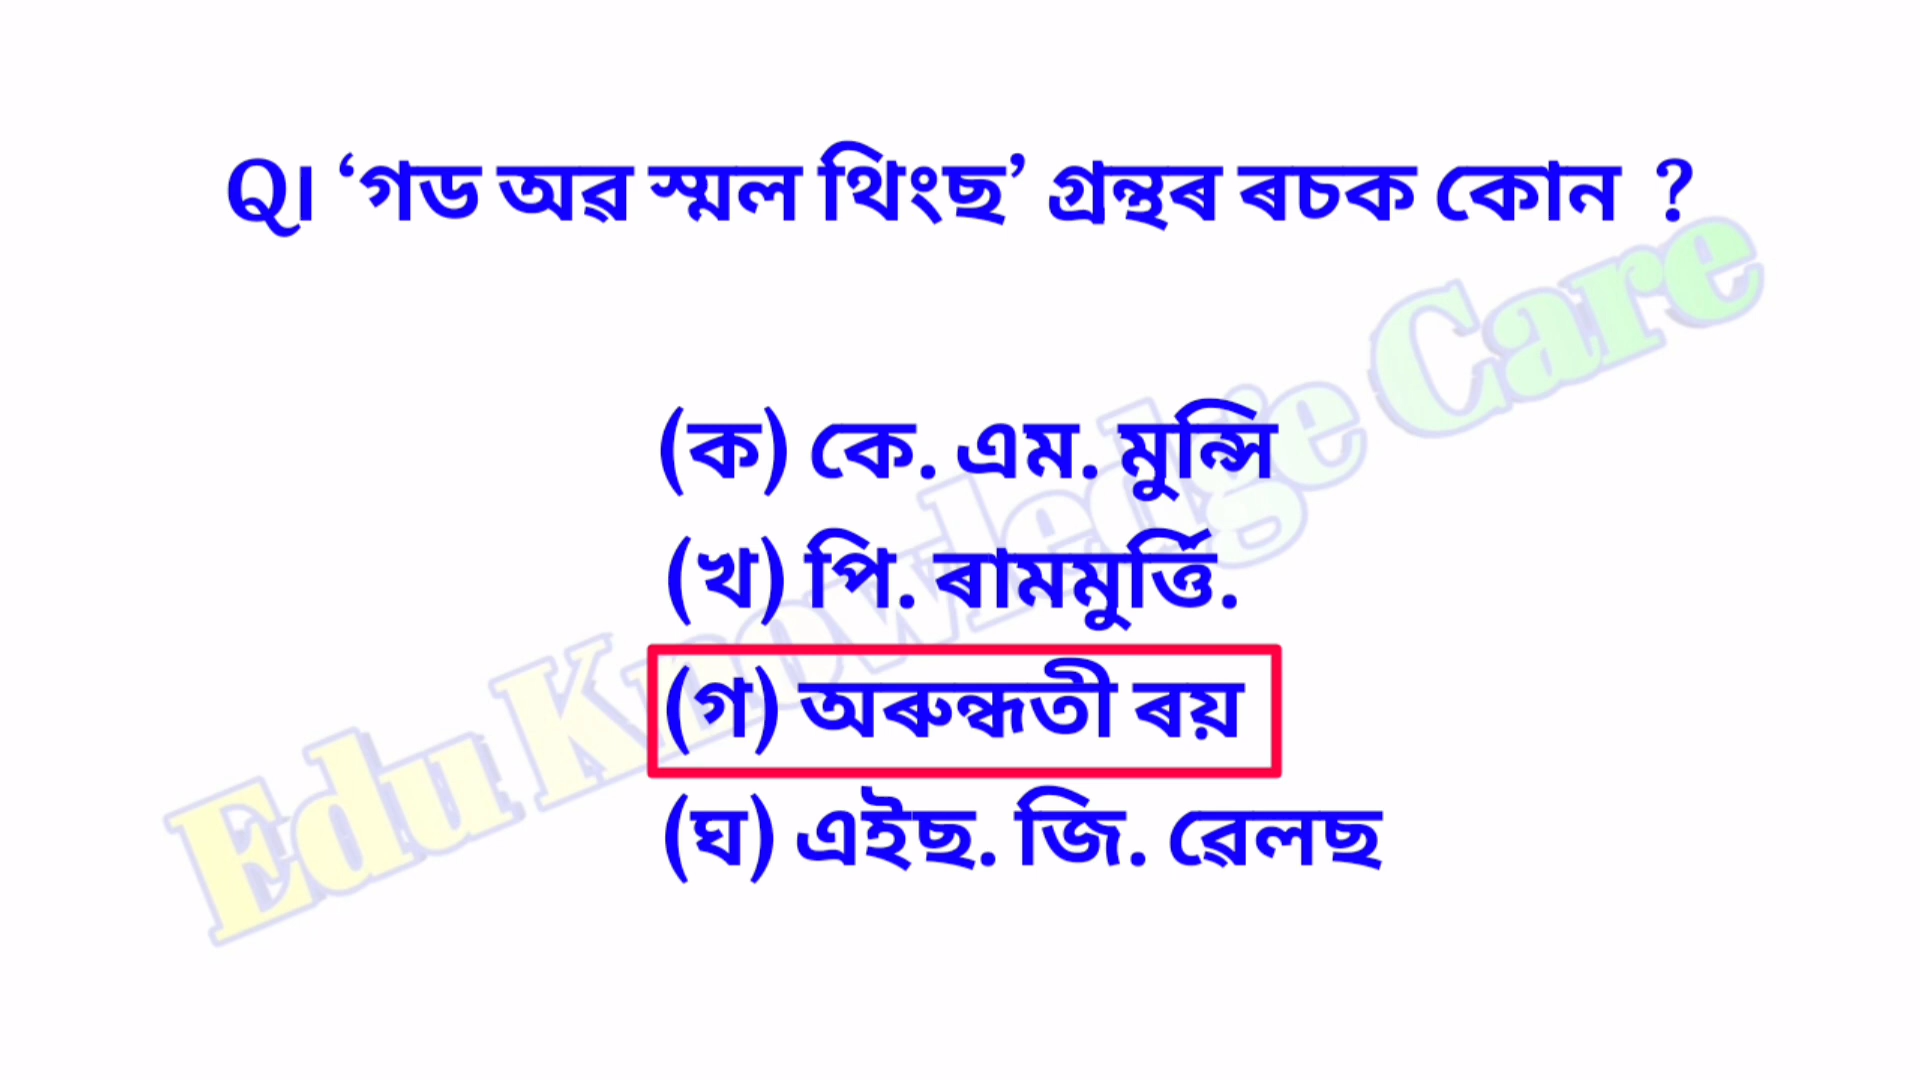 Q। ‘গড অৱ স্মল থিংছ’ গ্ৰন্থৰ ৰচক কোন ?
(ক) কে. এম. মুন্সি
(খ) পি. ৰামমুৰ্ত্তি.
(গ) অৰুন্ধতী ৰয়
(ঘ) এইছ. জি. ৱেলছ
Edu Knowledge Care